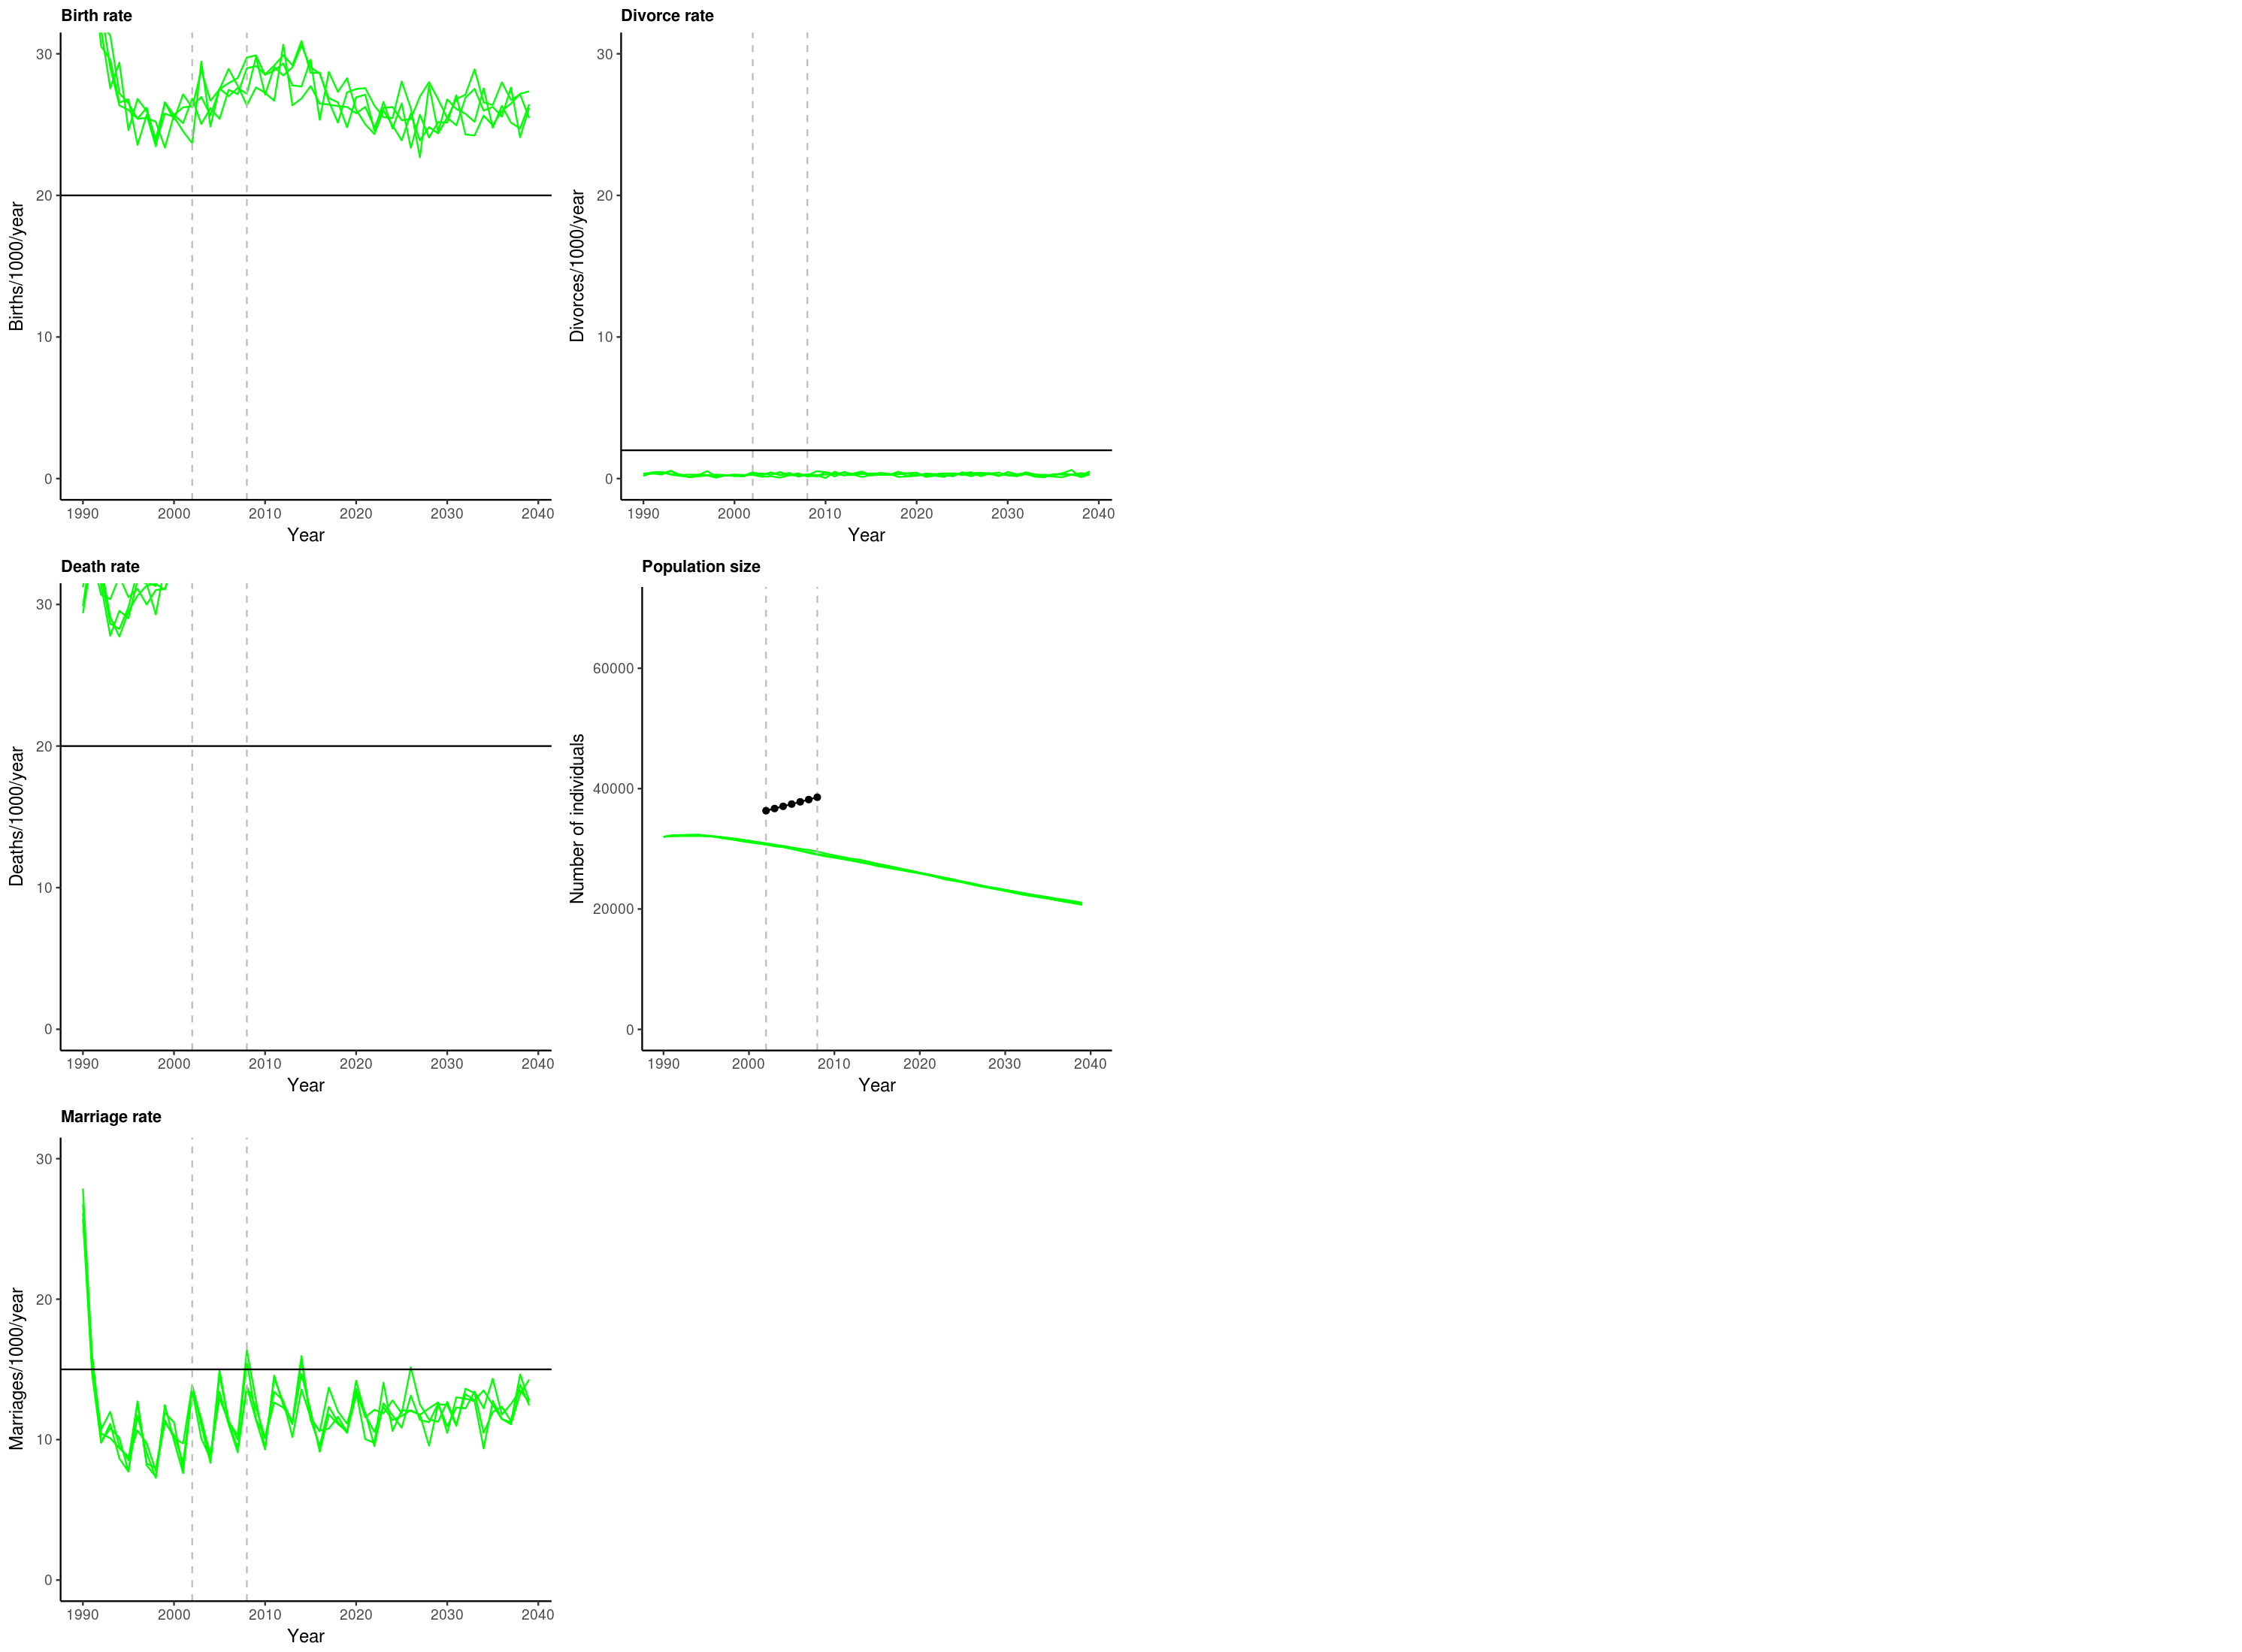 Birth rate
Births/1000/year
30
20
10
0
1990 2000 2010 2020 2030 2040
Year
Divorce rate
Divorces/1000/year
30
20
10
0
1990 2000 2010 2020 2030 2040
Year
Death rate
Deaths/1000/year
30
20
10
0
1990 2000 2010 2020 2030 2040
Year
Population size
Number of individuals
60000
40000
20000
0
1990 2000 2010 2020 2030 2040
Year
Marriage rate
Marriages/1000/year
30
20
10
0
1990 2000 2010 2020 2030 2040
Year